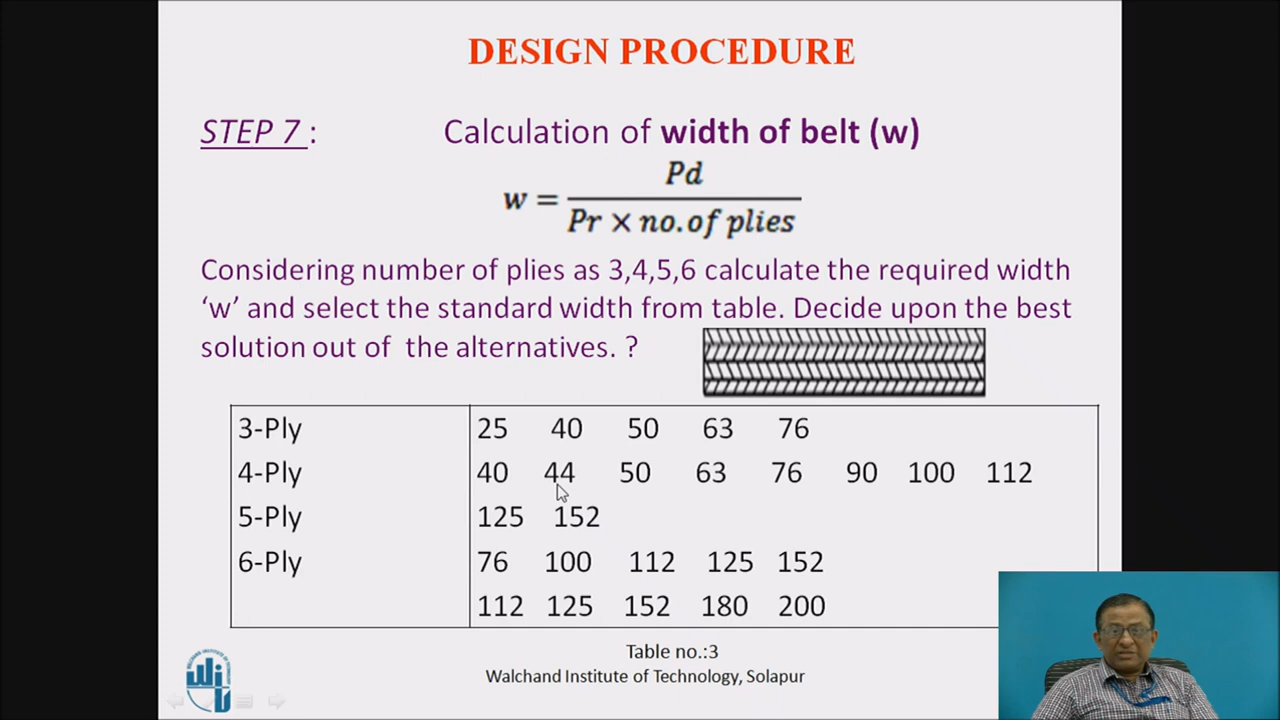 DESIGN PROCEDURE
STEP 7 : Calculation of width of belt (w)
w = Pd / Pr × no.of plies
Considering number of plies as 3,4,5,6 calculate the required width
‘w’ and select the standard width from table. Decide upon the best
solution out of the alternatives. ?
3-Ply 25 40 50 63 76
4-Ply 40 44 50 63 76 90 100 112
5-Ply 125 152
6-Ply 76 100 112 125 152
112 125 152 180 200
Table no.:3
Walchand Institute of Technology, Solapur